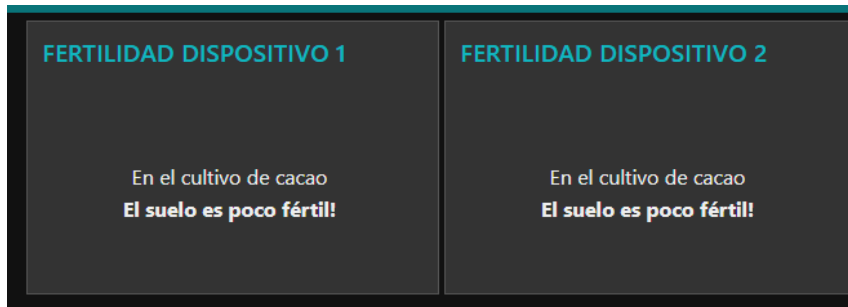 FERTILIDAD DISPOSITIVO 1
En el cultivo de cacao
El suelo es poco fértil!
FERTILIDAD DISPOSITIVO 2
En el cultivo de cacao
El suelo es poco fértil!